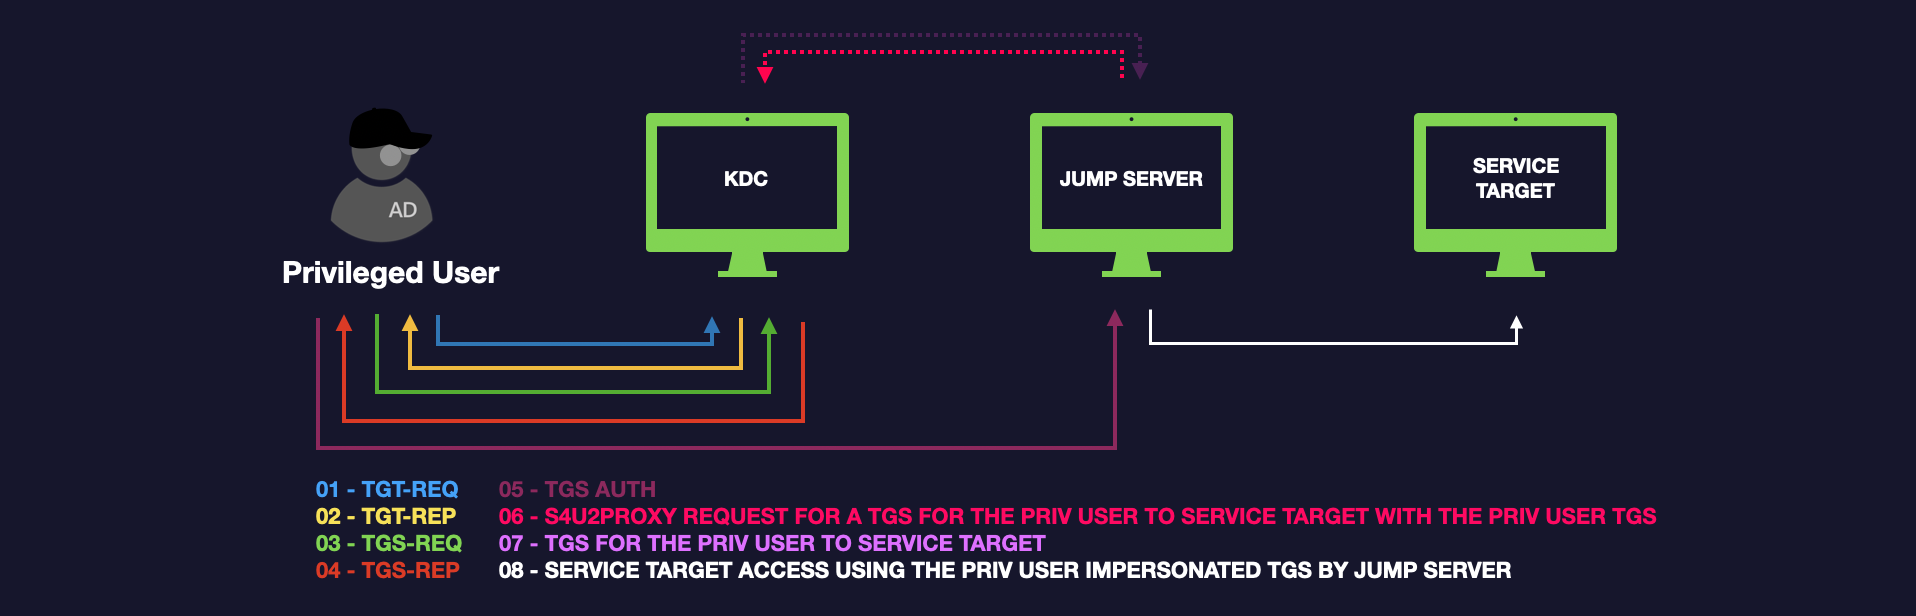 KDC
JUMP SERVER
SERVICE
TARGET
AD
Privileged User
01 - TGT-REQ
02 - TGT-REP
03 - TGS-REQ
04 - TGS-REP
05 - TGS AUTH
06 - S4U2PROXY REQUEST FOR A TGS FOR THE PRIV USER TO SERVICE TARGET WITH THE PRIV USER TGS
07 - TGS FOR THE PRIV USER TO SERVICE TARGET
08 - SERVICE TARGET ACCESS USING THE PRIV USER IMPERSONATED TGS BY JUMP SERVER